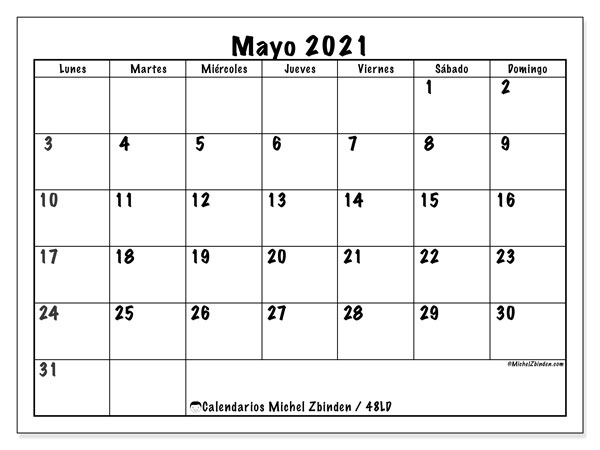 Mayo 2021
Lunes Martes Miércoles Jueves Viernes Sábado Domingo
1 2
3 4 5 6 7 8 9
10 11 12 13 14 15 16
17 18 19 20 21 22 23
24 25 26 27 28 29 30
31
©MichelZbinden.com
Calendarios Michel Zbinden / 48LD